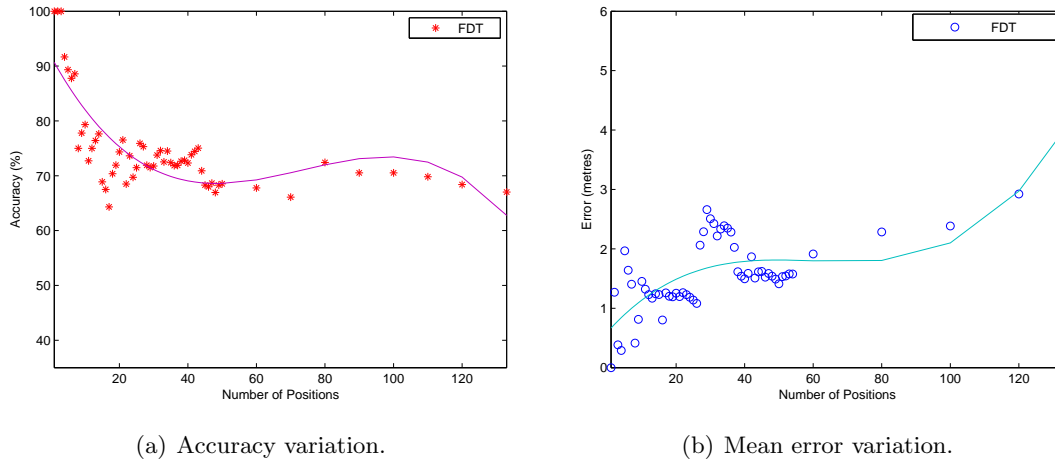 100
90
80
70
60
50
40
20 40 60 80 100 120
Number of Positions
Accuracy (%)
FDT
(a) Accuracy variation.
6
5
4
3
2
1
0
20 40 60 80 100 120
Number of Positions
Error (metres)
FDT
(b) Mean error variation.